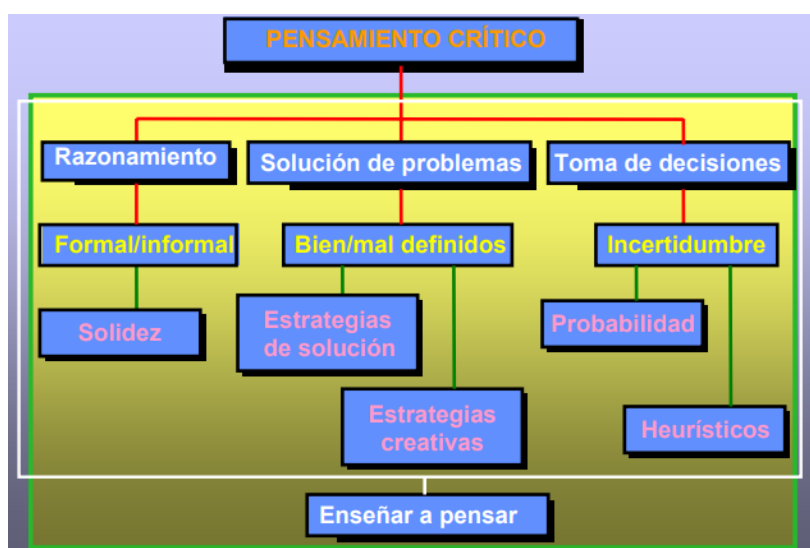 PENSAMIENTO CRÍTICO
Razonamiento
Solución de problemas
Toma de decisiones
Formal/informal
Bien/mal definidos
Incertidumbre
Solidez
Estrategias
de solución
Probabilidad
Estrategias
creativas
Heurísticos
Enseñar a pensar